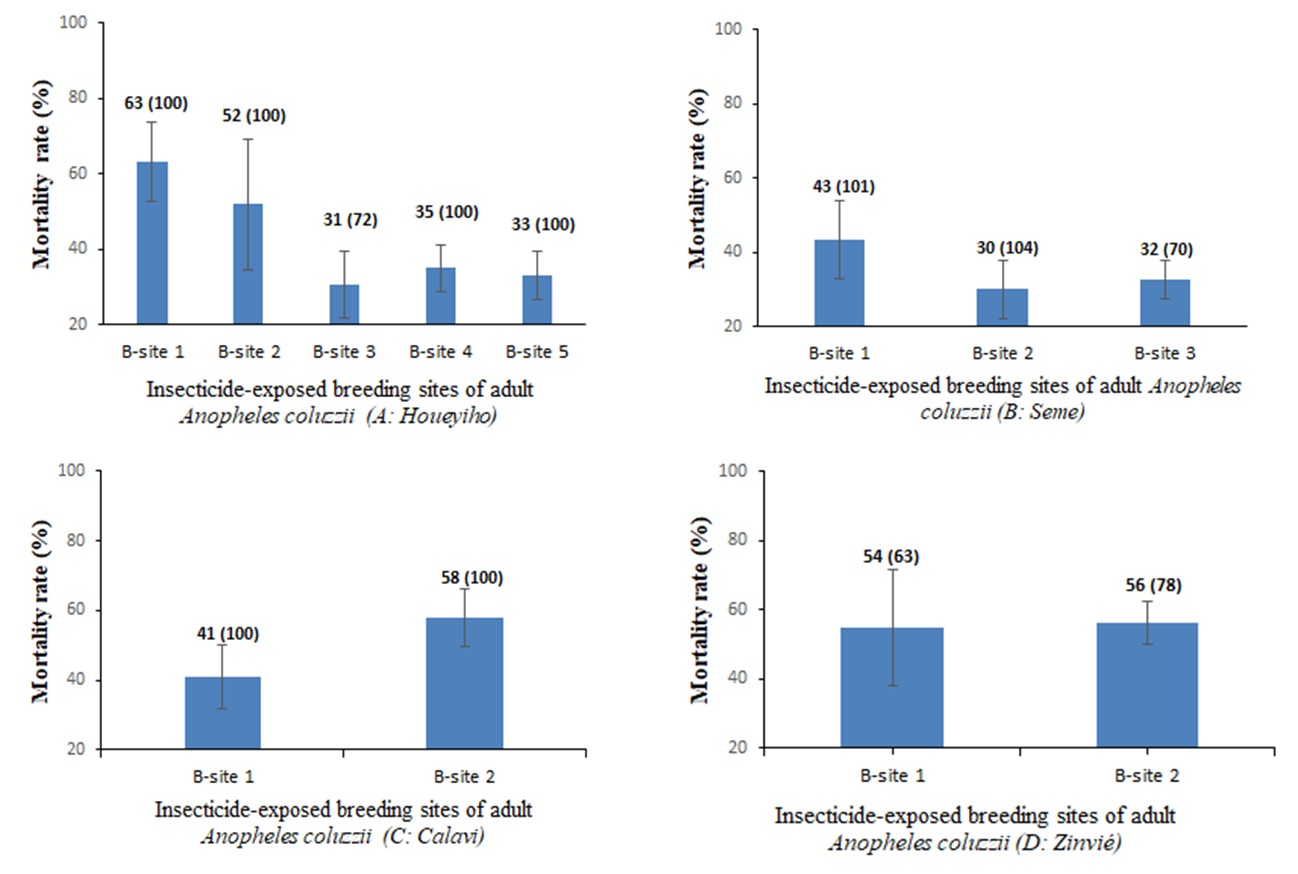 Mortality rate (%)
100
80
60
40
20
63 (100)
52 (100)
31 (72)
35 (100)
33 (100)
B-site 1 B-site 2 B-site 3 B-site 4 B-site 5
Insecticide-exposed breeding sites of adult
Anopheles coluzzii (A: Houeyiho)
Mortality rate (%)
100
80
60
40
20
43 (101)
30 (104)
32 (70)
B-site 1 B-site 2 B-site 3
Insecticide-exposed breeding sites of adult Anopheles
coluzzii (B: Seme)
Mortality rate (%)
100
80
60
40
20
41 (100)
58 (100)
B-site 1 B-site 2
Insecticide-exposed breeding sites of adult
Anopheles coluzzii (C: Calavi)
Mortality rate (%)
100
80
60
40
20
54 (63)
56 (78)
B-site 1 B-site 2
Insecticide-exposed breeding sites of adult
Anopheles coluzzii (D: Zinvié)